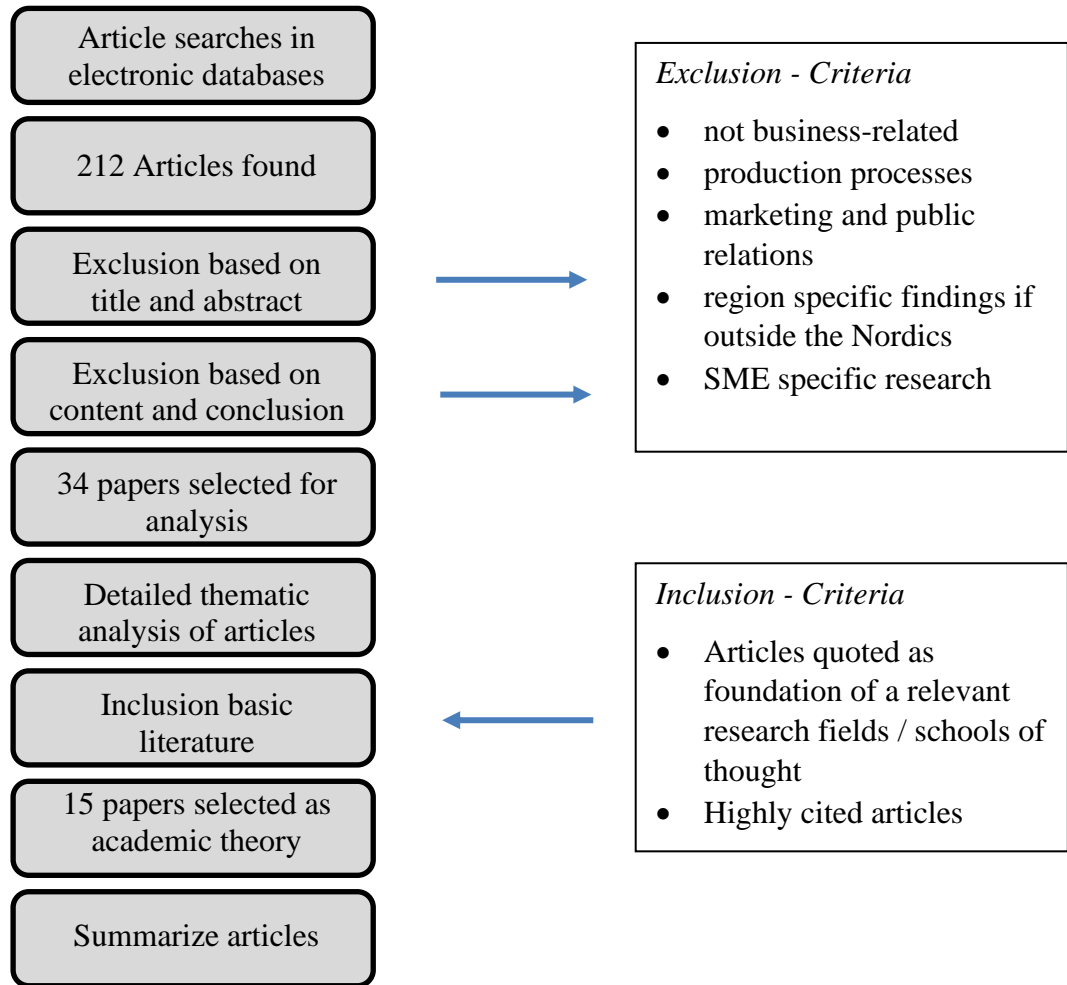 Article searches in
electronic databases
212 Articles found
Exclusion based on
title and abstract
Exclusion based on
content and conclusion
34 papers selected for
analysis
Detailed thematic
analysis of articles
Inclusion basic
literature
15 papers selected as
academic theory
Summarize articles
Exclusion - Criteria
• not business-related
• production processes
• marketing and public
relations
• region specific findings if
outside the Nordics
• SME specific research
Inclusion - Criteria
• Articles quoted as
foundation of a relevant
research fields / schools of
thought
• Highly cited articles